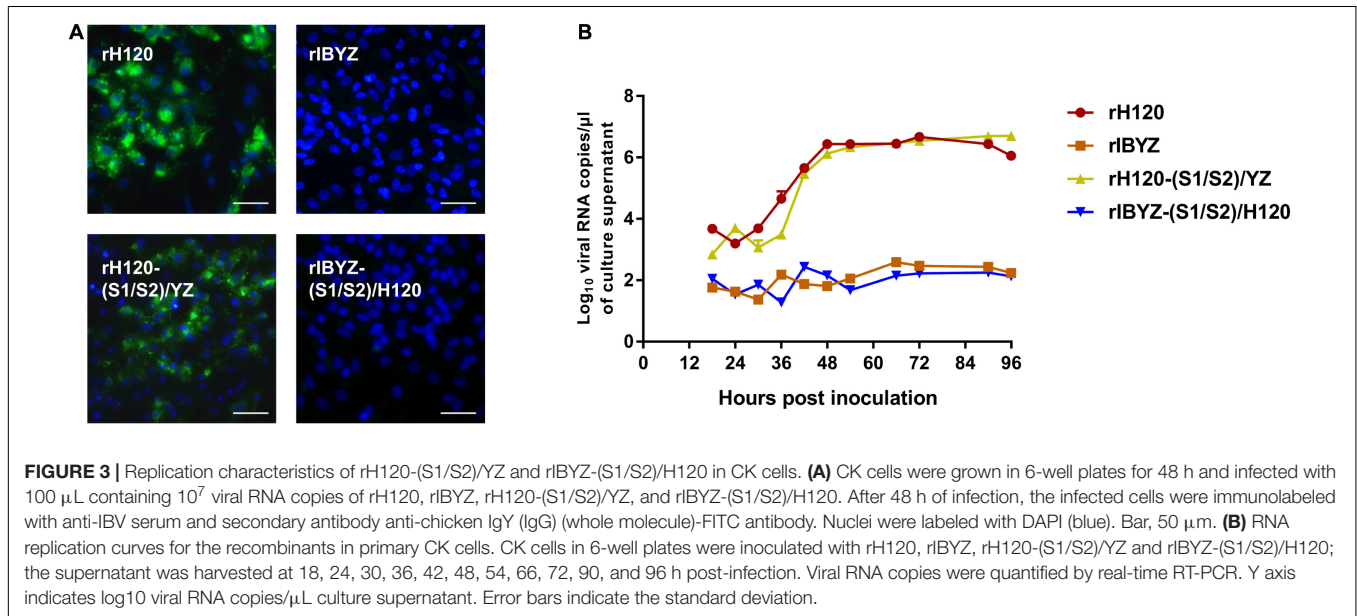 A
rH120
rIBYZ
rH120-
(S1/S2)/YZ
rIBYZ-
(S1/S2)/H120
B
Log10 viral RNA copies/µl
of culture supernatant
8
6
4
2
0
0 12 24 36 48 60 72 84 96
Hours post inoculation
rH120
rIBYZ
rH120-(S1/S2)/YZ
rIBYZ-(S1/S2)/H120
FIGURE 3 | Replication characteristics of rH120-(S1/S2)/YZ and rIBYZ-(S1/S2)/H120 in CK cells. (A) CK cells were grown in 6-well plates for 48 h and infected with
100 µL containing 10⁷ viral RNA copies of rH120, rIBYZ, rH120-(S1/S2)/YZ, and rIBYZ-(S1/S2)/H120. After 48 h of infection, the infected cells were immunolabeled
with anti-IBV serum and secondary antibody anti-chicken IgY (IgG) (whole molecule)-FITC antibody. Nuclei were labeled with DAPI (blue). Bar, 50 µm. (B) RNA
replication curves for the recombinants in primary CK cells. CK cells in 6-well plates were inoculated with rH120, rIBYZ, rH120-(S1/S2)/YZ and rIBYZ-(S1/S2)/H120;
the supernatant was harvested at 18, 24, 30, 36, 42, 48, 54, 66, 72, 90, and 96 h post-infection. Viral RNA copies were quantified by real-time RT-PCR. Y axis
indicates log10 viral RNA copies/µL culture supernatant. Error bars indicate the standard deviation.